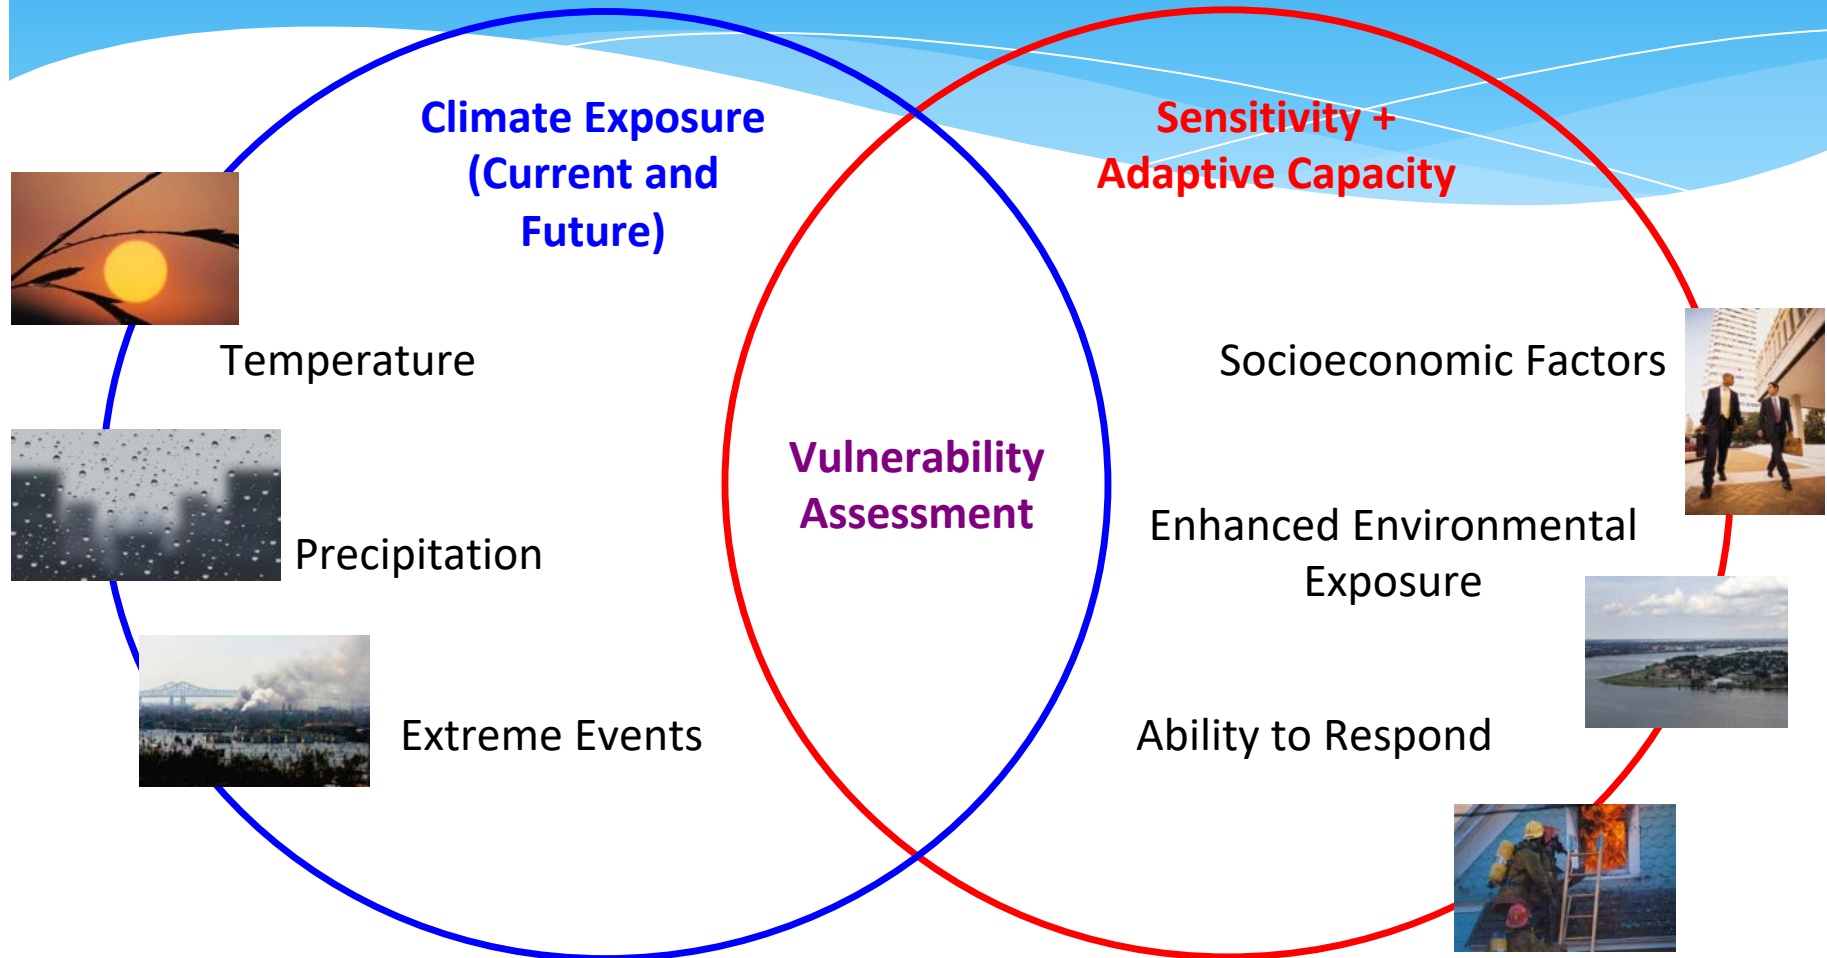 Climate Exposure
(Current and
Future)
Sensitivity +
Adaptive Capacity
Temperature
Socioeconomic Factors
Vulnerability
Assessment
Precipitation
Enhanced Environmental
Exposure
Extreme Events
Ability to Respond